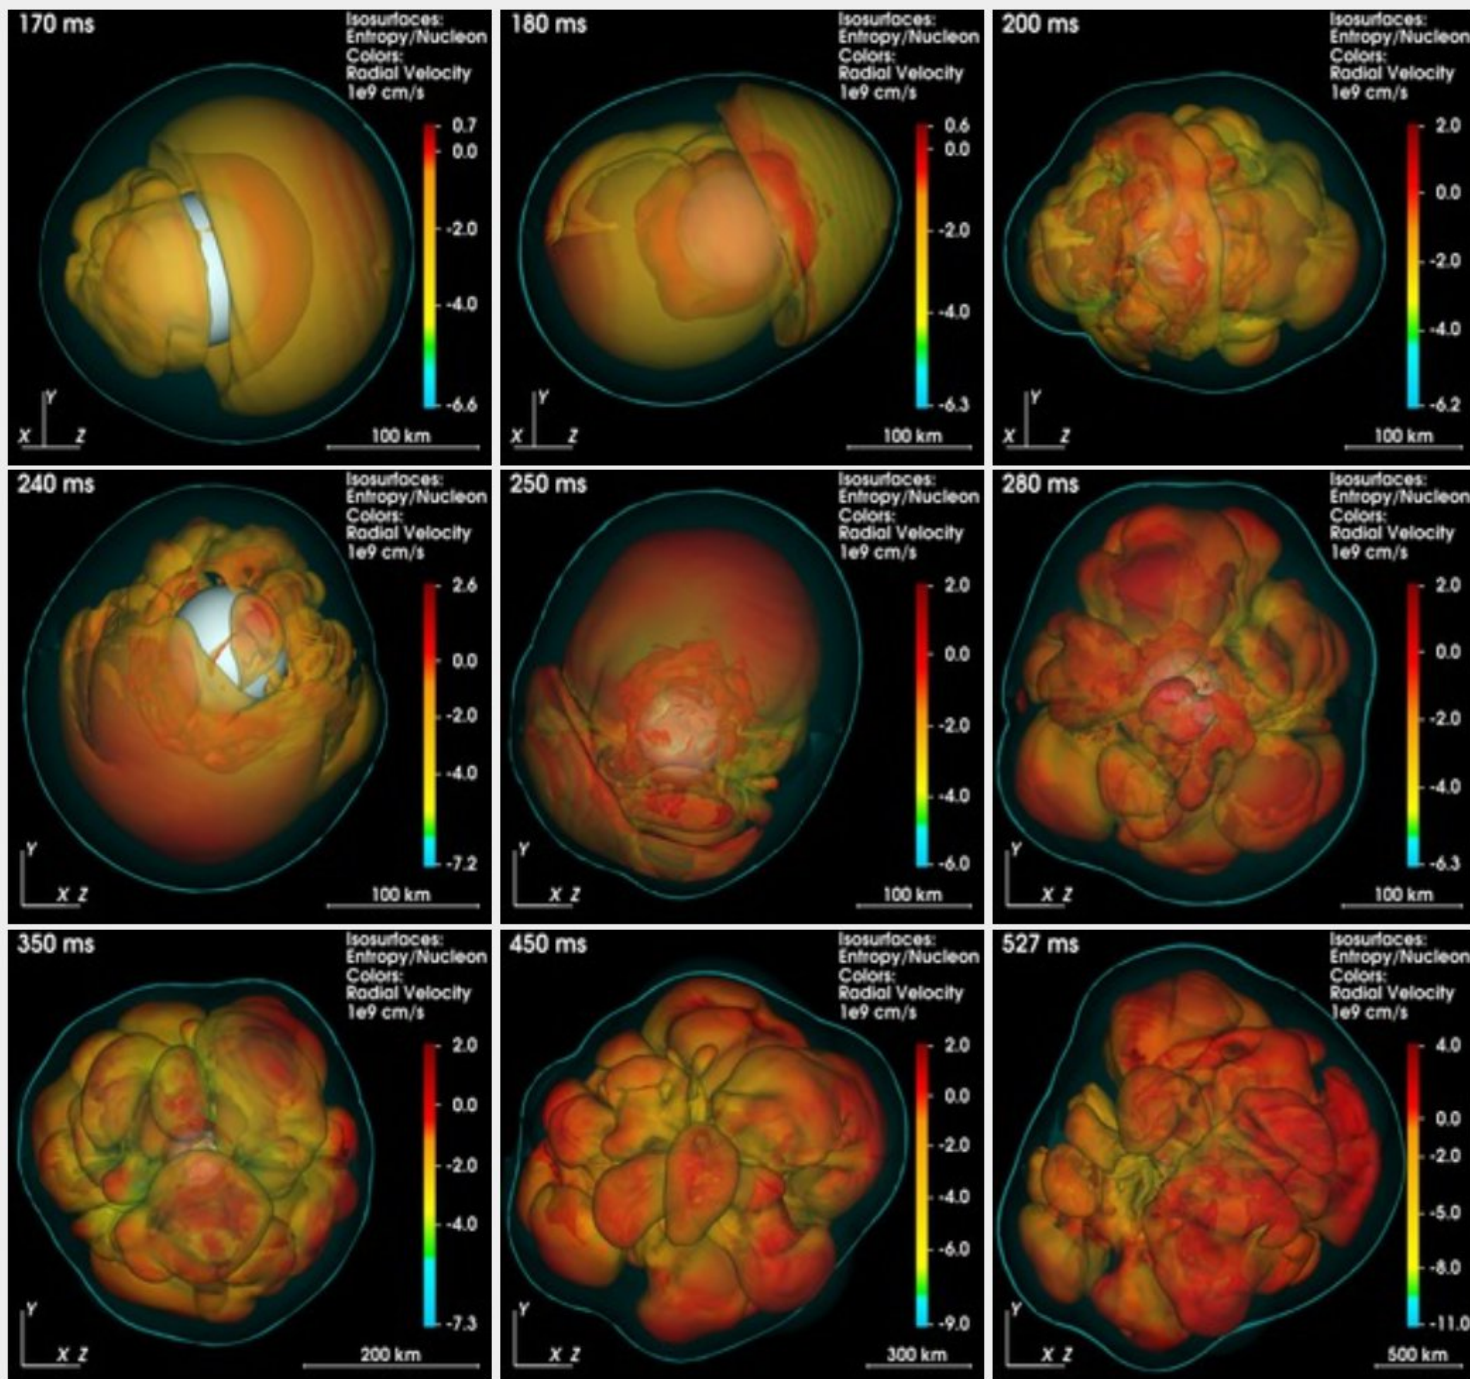 170 ms
Isosurfaces:
Entropy/Nucleon
Colors:
Radial Velocity
1e9 cm/s
0.7
0.0
-2.0
-4.0
-6.6
Y
X Z
100 km
180 ms
Isosurfaces:
Entropy/Nucleon
Colors:
Radial Velocity
1e9 cm/s
0.6
0.0
-2.0
-4.0
-6.3
Y
X Z
100 km
200 ms
Isosurfaces:
Entropy/Nucleon
Colors:
Radial Velocity
1e9 cm/s
2.0
0.0
-2.0
-4.0
-6.2
Y
X Z
100 km
240 ms
Isosurfaces:
Entropy/Nucleon
Colors:
Radial Velocity
1e9 cm/s
2.6
0.0
-2.0
-4.0
-7.2
Y
X Z
100 km
250 ms
Isosurfaces:
Entropy/Nucleon
Colors:
Radial Velocity
1e9 cm/s
2.0
0.0
-2.0
-4.0
-6.0
Y
X Z
100 km
280 ms
Isosurfaces:
Entropy/Nucleon
Colors:
Radial Velocity
1e9 cm/s
2.0
0.0
-2.0
-4.0
-6.3
Y
X Z
100 km
350 ms
Isosurfaces:
Entropy/Nucleon
Colors:
Radial Velocity
1e9 cm/s
2.0
0.0
-2.0
-4.0
-7.3
Y
X Z
200 km
450 ms
Isosurfaces:
Entropy/Nucleon
Colors:
Radial Velocity
1e9 cm/s
2.0
0.0
-2.0
-4.0
-6.0
-9.0
Y
X Z
300 km
527 ms
Isosurfaces:
Entropy/Nucleon
Colors:
Radial Velocity
1e9 cm/s
4.0
0.0
-2.0
-5.0
-8.0
-11.0
Y
X Z
500 km